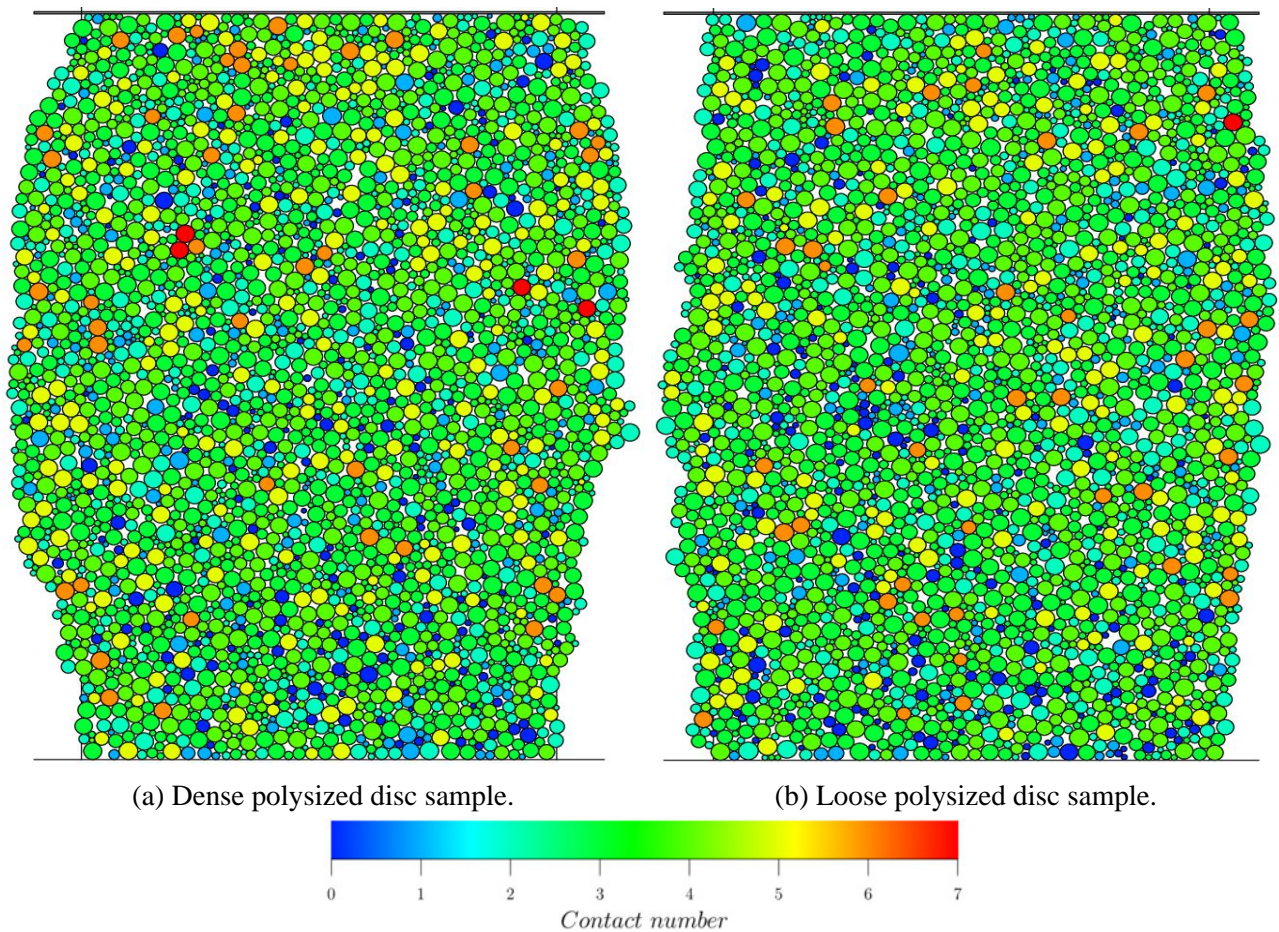 (a) Dense polysized disc sample.
(b) Loose polysized disc sample.
0 1 2 3 4 5 6 7
Contact number